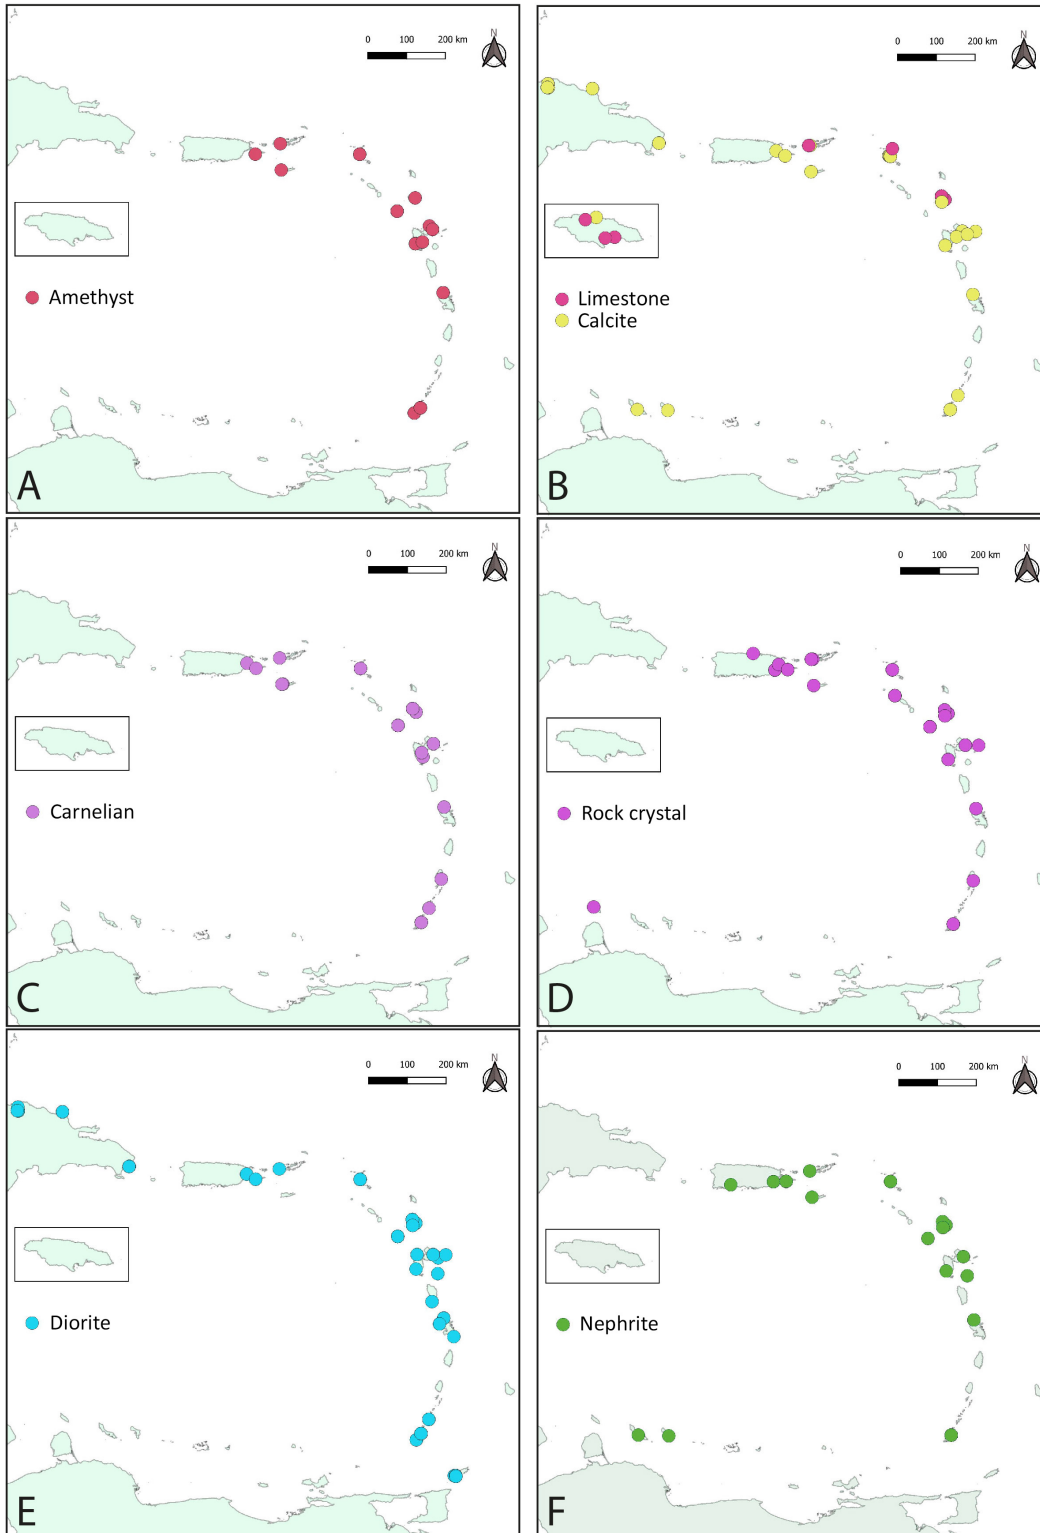 N
0 100 200 km
Amethyst
A
N
0 100 200 km
Limestone
Calcite
B
N
0 100 200 km
Carnelian
C
N
0 100 200 km
Rock crystal
D
N
0 100 200 km
Diorite
E
N
0 100 200 km
Nephrite
F